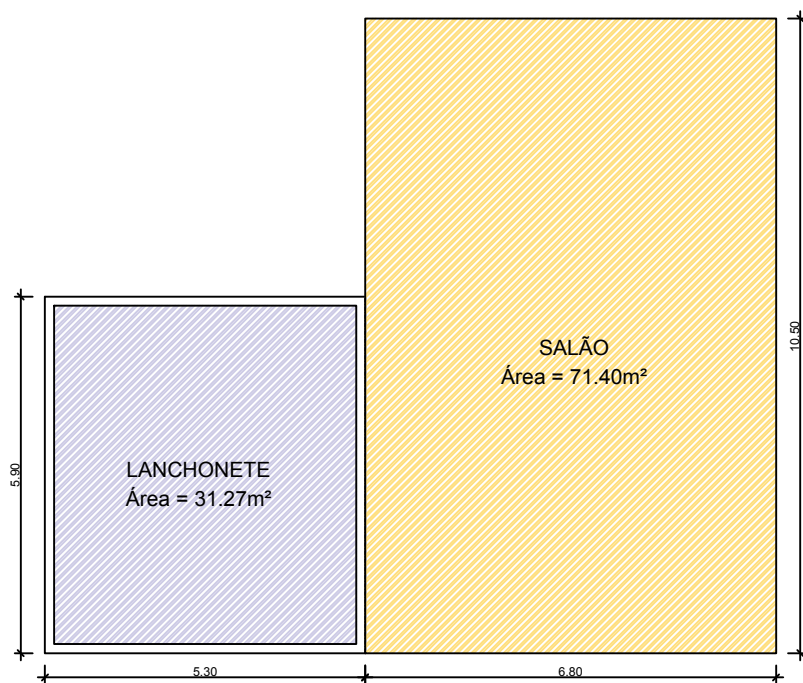 SALÃO
Área = 71.40m²
10.50
LANCHONETE
Área = 31.27m²
5.90
5.30
6.80